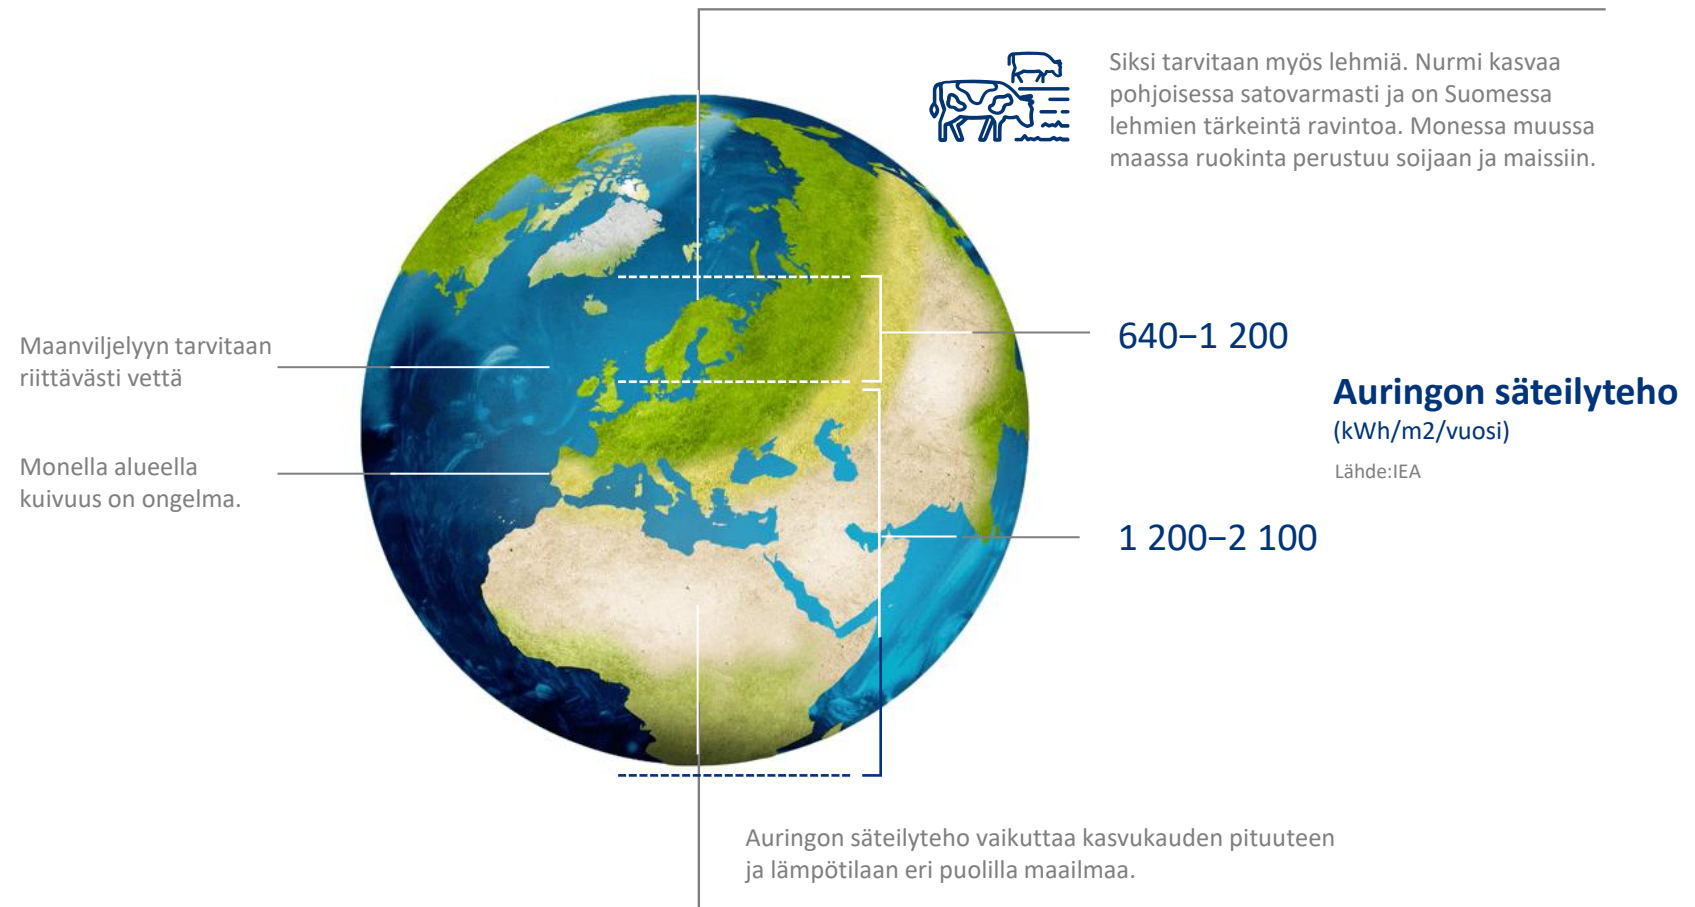 Siksi tarvitaan myös lehmiä. Nurmi kasvaa
pohjoisessa satovarmasti ja on Suomessa
lehmien tärkeintä ravintoa. Monessa muussa
maassa ruokinta perustuu soijaan ja maissiin.
Maanviljelyyn tarvitaan
riittävästi vettä
Monella alueella
kuivuus on ongelma.
640–1 200
Auringon säteilyteho
(kWh/m2/vuosi)
Lähde:IEA
1 200–2 100
Auringon säteilyteho vaikuttaa kasvukauden pituuteen
ja lämpötilaan eri puolilla maailmaa.